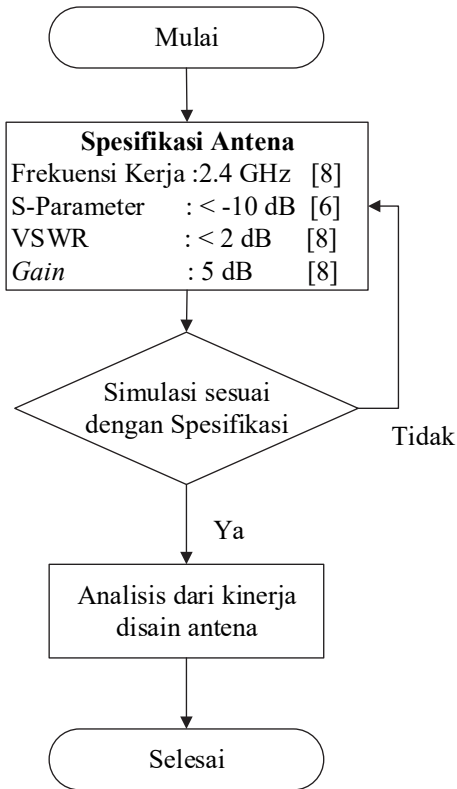 Mulai
Spesifikasi Antena
Frekuensi Kerja :2.4 GHz [8]
S-Parameter : < -10 dB [6]
VSWR : < 2 dB [8]
Gain : 5 dB [8]
Simulasi sesuai
dengan Spesifikasi
Tidak
Ya
Analisis dari kinerja
disain antena
Selesai